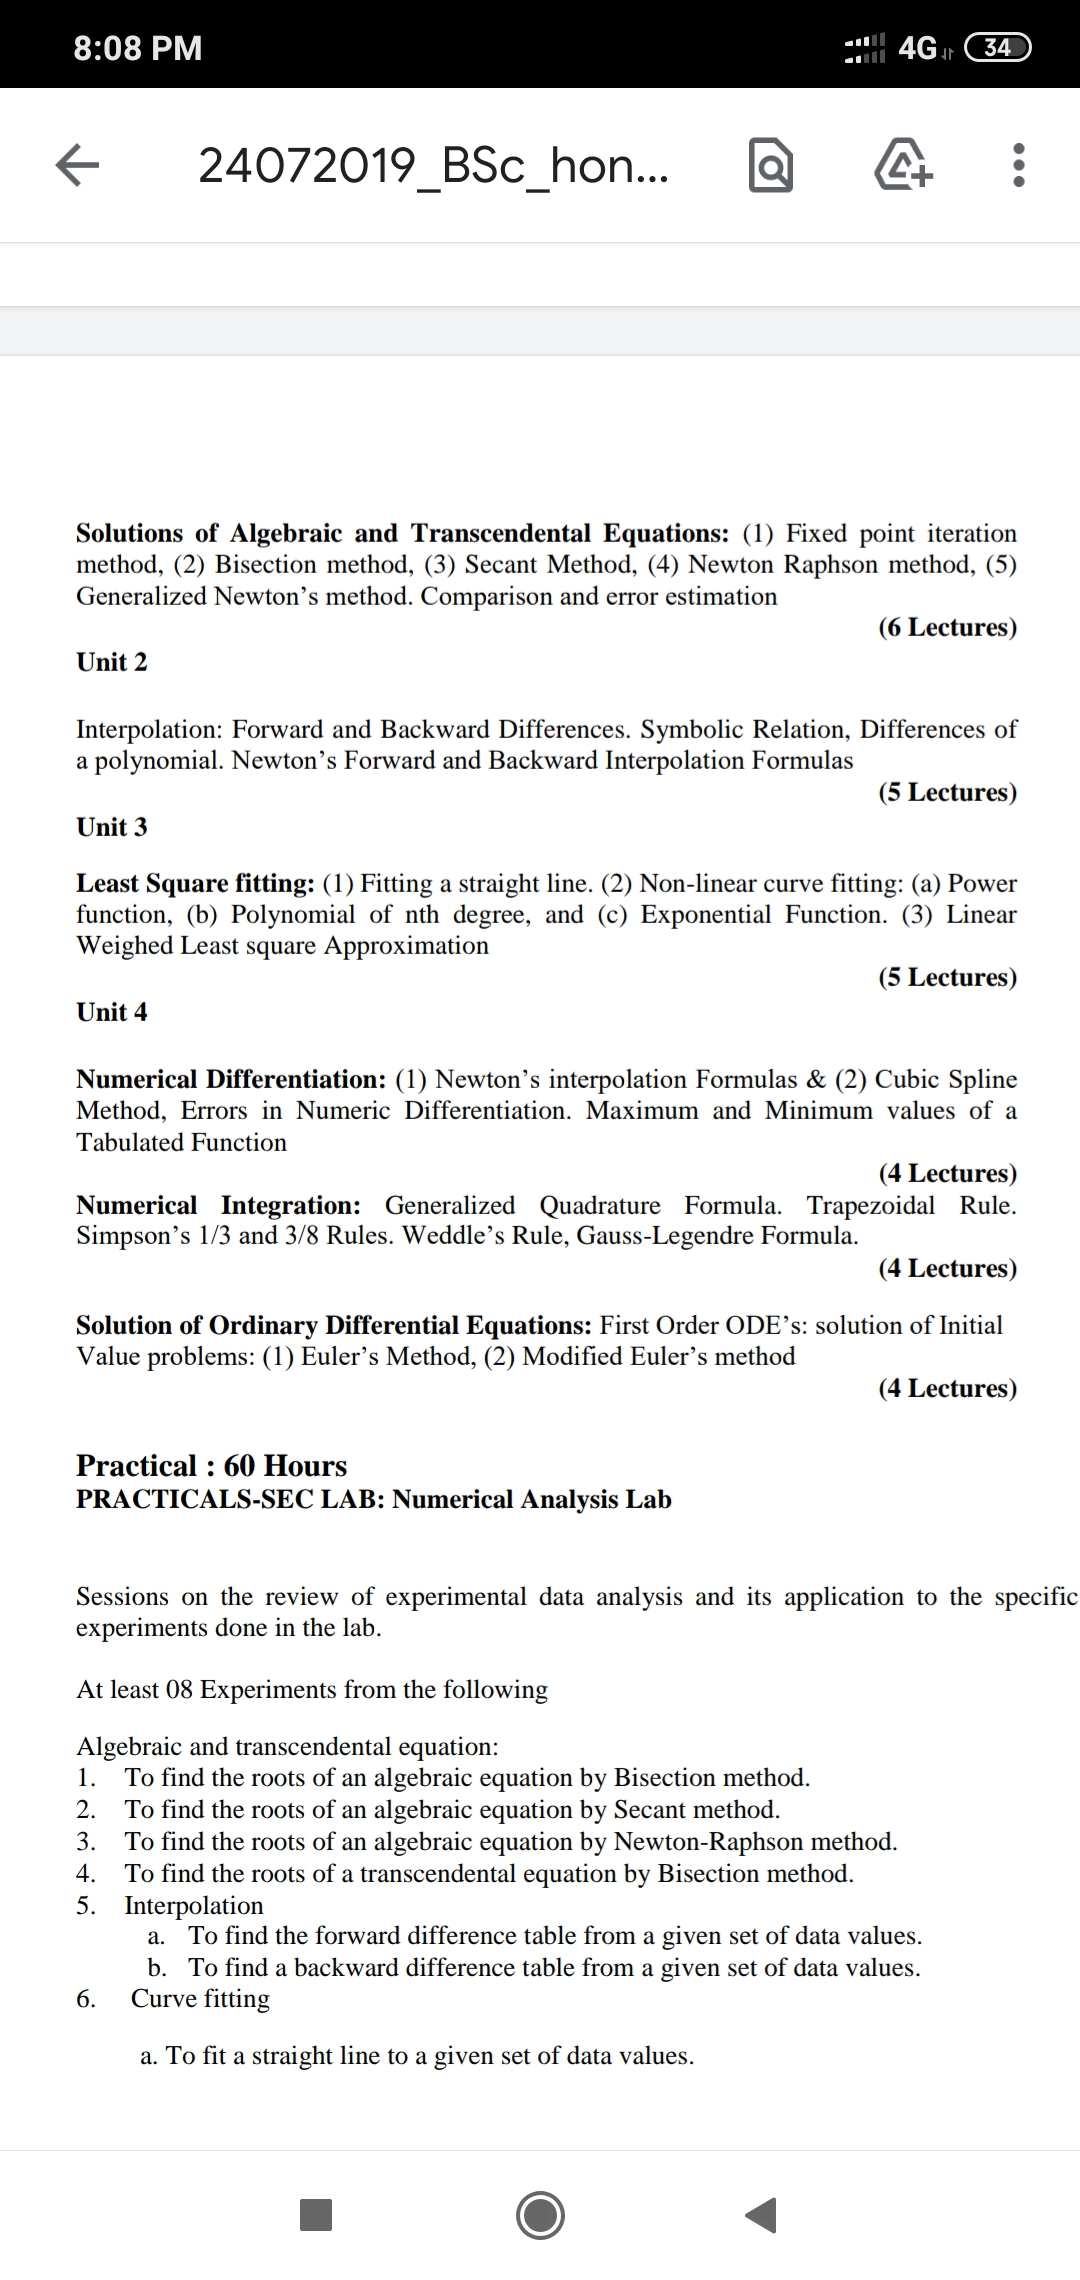 8:08 PM 4G 34
24072019_BSc_hon...
Solutions of Algebraic and Transcendental Equations: (1) Fixed point iteration
method, (2) Bisection method, (3) Secant Method, (4) Newton Raphson method, (5)
Generalized Newton’s method. Comparison and error estimation
(6 Lectures)
Unit 2
Interpolation: Forward and Backward Differences. Symbolic Relation, Differences of
a polynomial. Newton’s Forward and Backward Interpolation Formulas
(5 Lectures)
Unit 3
Least Square fitting: (1) Fitting a straight line. (2) Non-linear curve fitting: (a) Power
function, (b) Polynomial of nth degree, and (c) Exponential Function. (3) Linear
Weighed Least square Approximation
(5 Lectures)
Unit 4
Numerical Differentiation: (1) Newton’s interpolation Formulas & (2) Cubic Spline
Method, Errors in Numeric Differentiation. Maximum and Minimum values of a
Tabulated Function
(4 Lectures)
Numerical Integration: Generalized Quadrature Formula. Trapezoidal Rule.
Simpson’s 1/3 and 3/8 Rules. Weddle’s Rule, Gauss-Legendre Formula.
(4 Lectures)
Solution of Ordinary Differential Equations: First Order ODE’s: solution of Initial
Value problems: (1) Euler’s Method, (2) Modified Euler’s method
(4 Lectures)
Practical : 60 Hours
PRACTICALS-SEC LAB: Numerical Analysis Lab
Sessions on the review of experimental data analysis and its application to the specific
experiments done in the lab.
At least 08 Experiments from the following
Algebraic and transcendental equation:
1. To find the roots of an algebraic equation by Bisection method.
2. To find the roots of an algebraic equation by Secant method.
3. To find the roots of an algebraic equation by Newton-Raphson method.
4. To find the roots of a transcendental equation by Bisection method.
5. Interpolation
a. To find the forward difference table from a given set of data values.
b. To find a backward difference table from a given set of data values.
6. Curve fitting
a. To fit a straight line to a given set of data values.